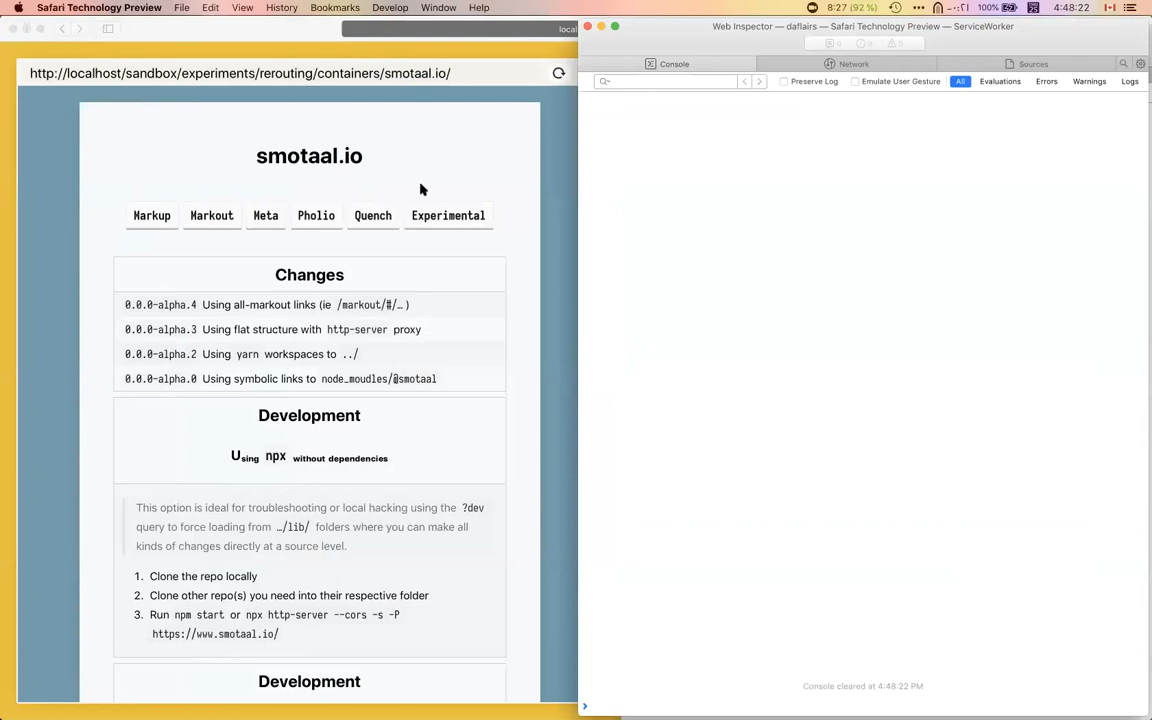 Safari Technology Preview File Edit View History Bookmarks Develop Window Help 8:27 (92 %) 100% 4:48:22
Web Inspector — daflairs — Safari Technology Preview — ServiceWorker
local
0 0 0
Console Network Sources
http://localhost/sandbox/experiments/rerouting/containers/smotaal.io/
Preserve Log Emulate User Gesture All Evaluations Errors Warnings Logs
smotaal.io
Markup Markout Meta Pholio Quench Experimental
Changes
0.0.0-alpha.4 Using all-markout links (ie /markout/#/… )
0.0.0-alpha.3 Using flat structure with http-server proxy
0.0.0-alpha.2 Using yarn workspaces to ../
0.0.0-alpha.0 Using symbolic links to node_moudles/@smotaal
Development
Using npx without dependencies
This option is ideal for troubleshooting or local hacking using the ?dev
query to force loading from …/lib/ folders where you can make all
kinds of changes directly at a source level.
1. Clone the repo locally
2. Clone other repo(s) you need into their respective folder
3. Run npm start or npx http-server --cors -s -P
https://www.smotaal.io/
Development
Console cleared at 4:48:22 PM